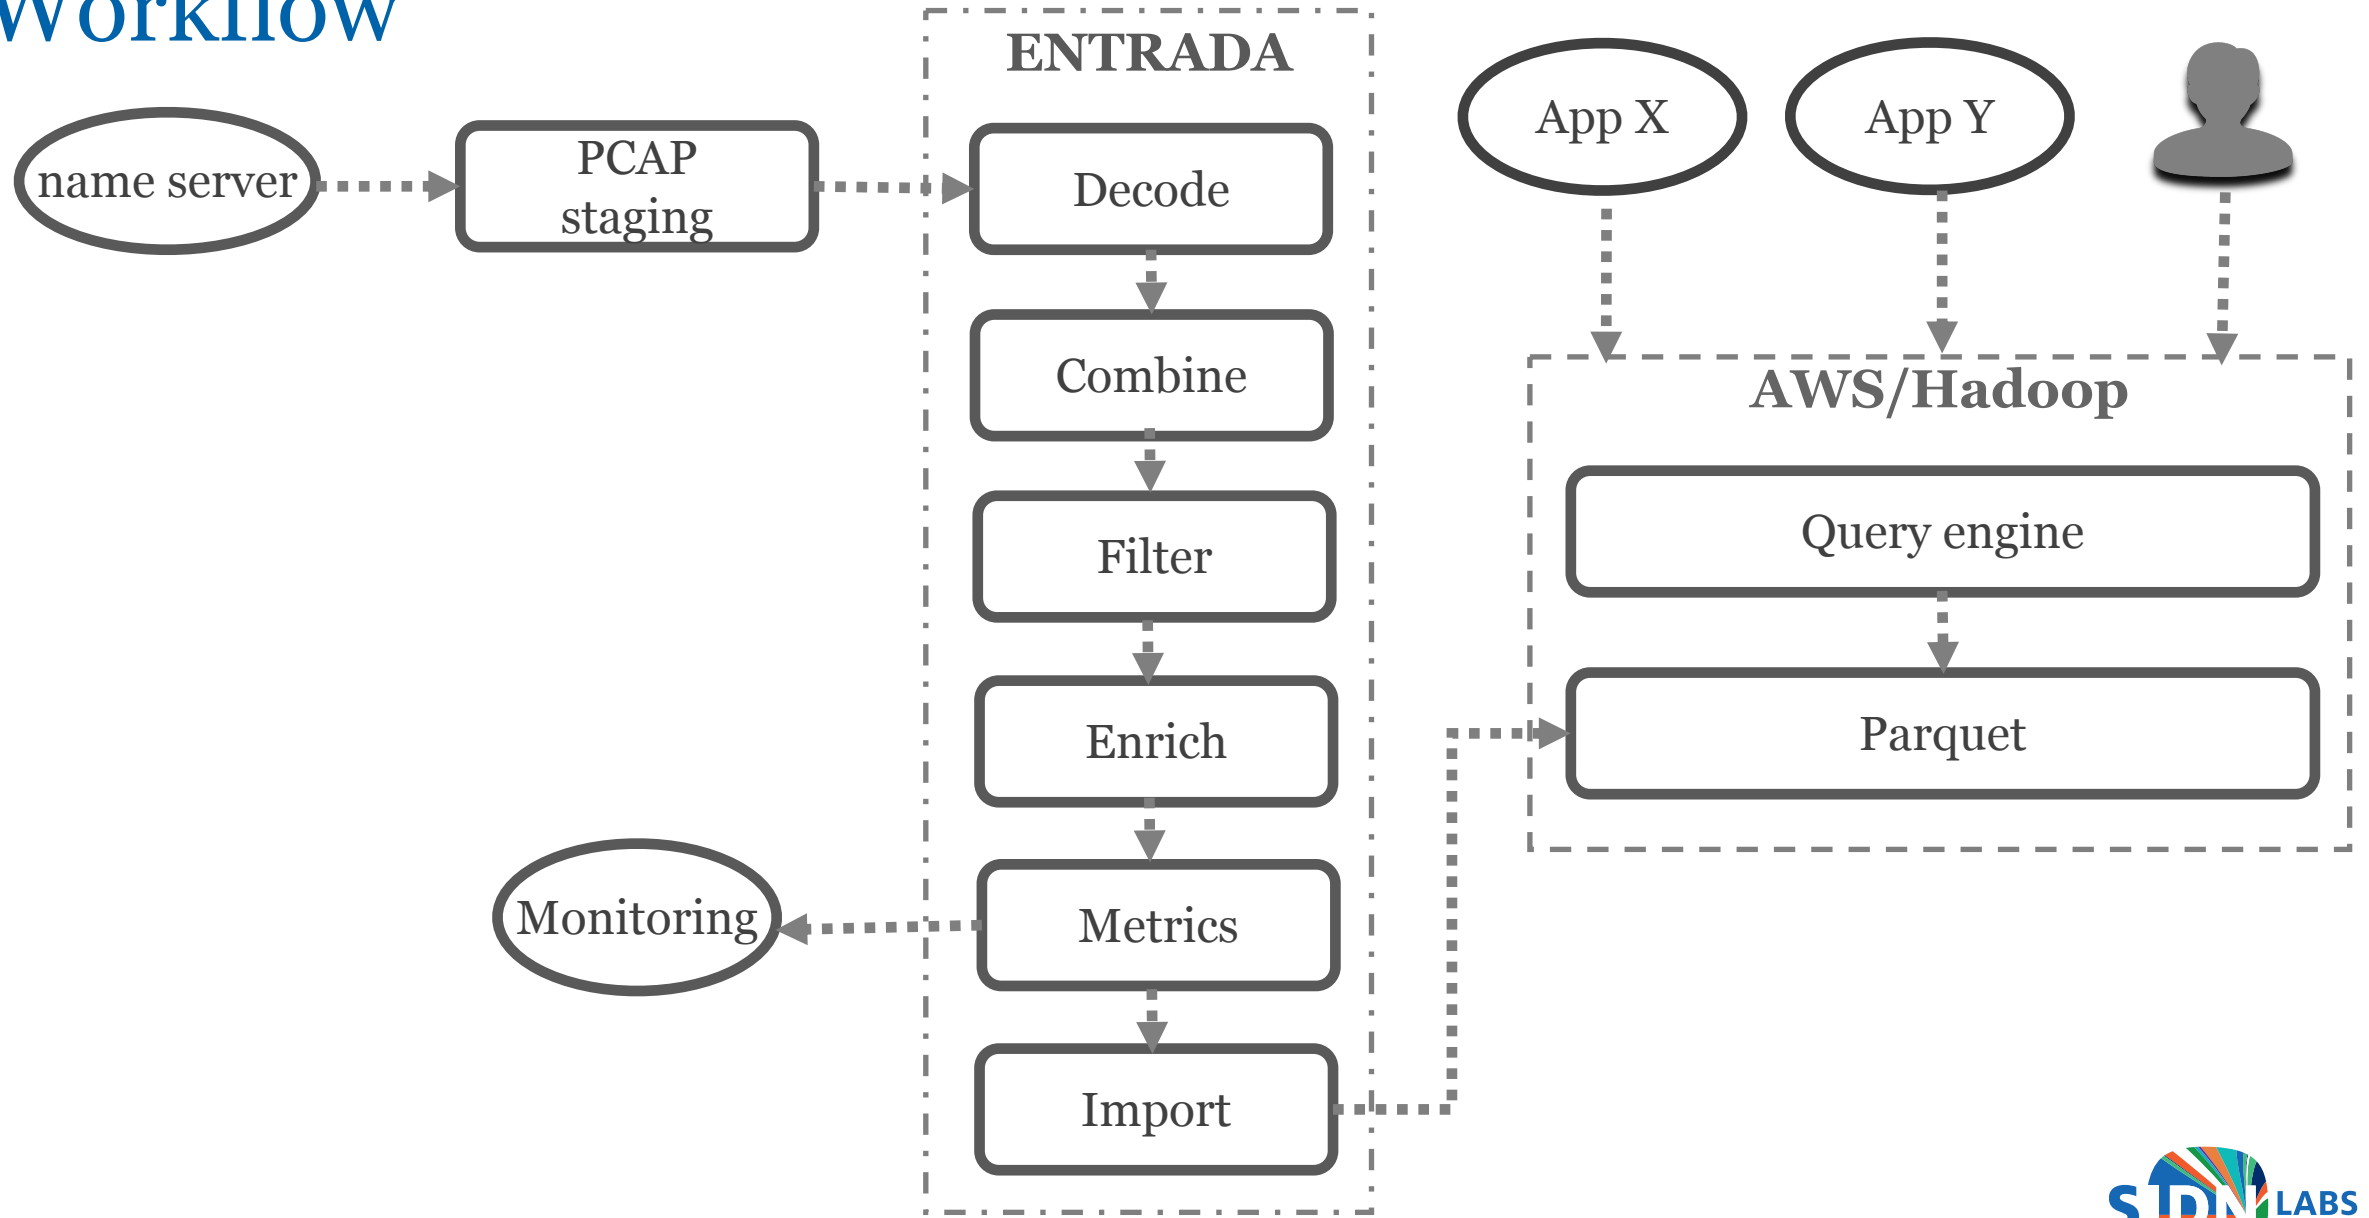 Workflow
ENTRADA
name server
PCAP
staging
Decode
Combine
Filter
Enrich
Metrics
Import
Monitoring
App X
App Y
AWS/Hadoop
Query engine
Parquet
SIDN LABS